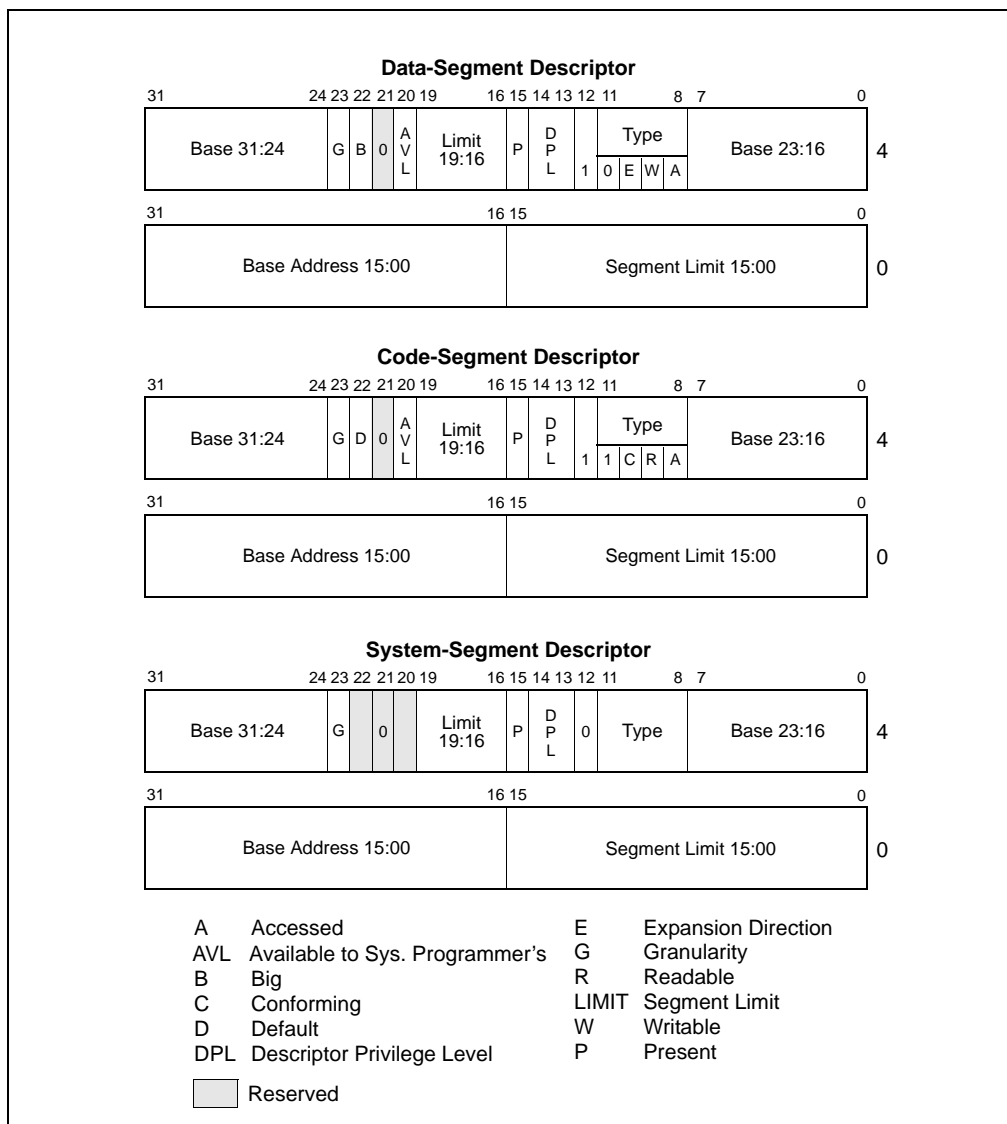 Data-Segment Descriptor
31 24 23 22 21 20 19 16 15 14 13 12 11 8 7 0
Base 31:24 G B 0 A V L Limit 19:16 P D P L 1 Type 0 E W A Base 23:16 4
31 16 15 0
Base Address 15:00 Segment Limit 15:00 0
Code-Segment Descriptor
31 24 23 22 21 20 19 16 15 14 13 12 11 8 7 0
Base 31:24 G D 0 A V L Limit 19:16 P D P L 1 Type 1 C R A Base 23:16 4
31 16 15 0
Base Address 15:00 Segment Limit 15:00 0
System-Segment Descriptor
31 24 23 22 21 20 19 16 15 14 13 12 11 8 7 0
Base 31:24 G 0 Limit 19:16 P D P L 0 Type Base 23:16 4
31 16 15 0
Base Address 15:00 Segment Limit 15:00 0
A Accessed
AVL Available to Sys. Programmer's
B Big
C Conforming
D Default
DPL Descriptor Privilege Level
Reserved
E Expansion Direction
G Granularity
R Readable
LIMIT Segment Limit
W Writable
P Present